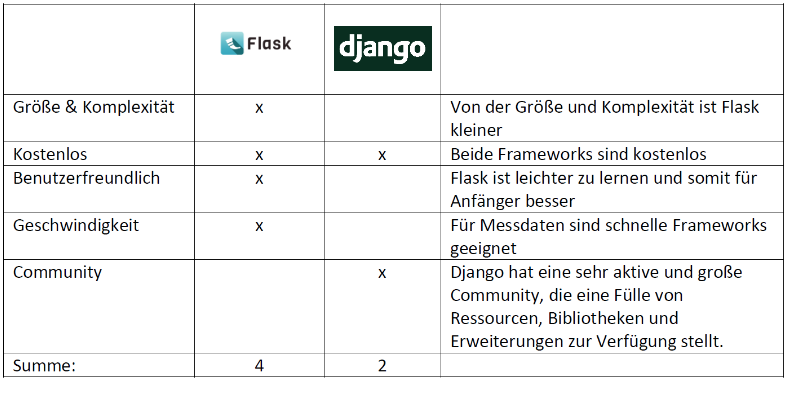 Flask django
Größe & Komplexität x Von der Größe und Komplexität ist Flask
kleiner
Kostenlos x x Beide Frameworks sind kostenlos
Benutzerfreundlich x Flask ist leichter zu lernen und somit für
Anfänger besser
Geschwindigkeit x Für Messdaten sind schnelle Frameworks
geeignet
Community x Django hat eine sehr aktive und große
Community, die eine Fülle von
Ressourcen, Bibliotheken und
Erweiterungen zur Verfügung stellt.
Summe: 4 2